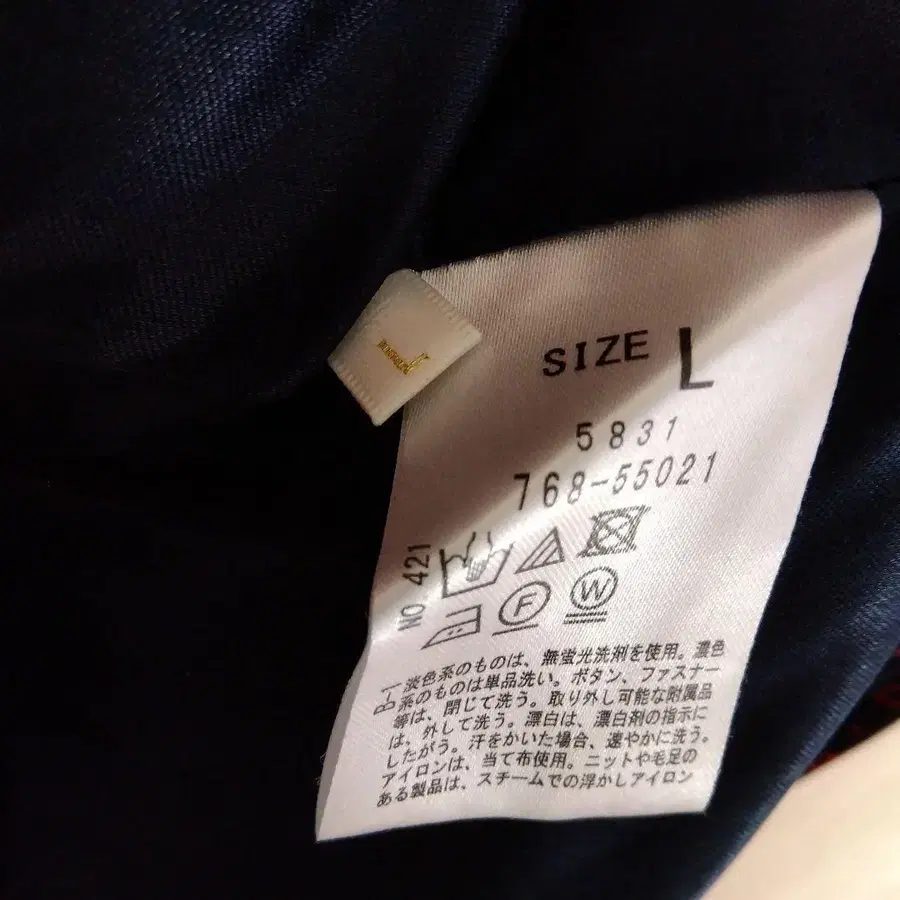 SIZE L
5831
768-55021
NO. 421
F W
淡色系のものは、無蛍光洗剤を使用。濃色
系のものは単品洗い。ボタン、ファスナー
等は、閉じて洗う。取り外し可能な附属品
は、外して洗う。漂白は、漂白剤の指示に
したがう。汗をかいた場合、速やかに洗う。
アイロンは、当て布使用。ニットや毛足の
ある製品は、スチームでの浮かしアイロン